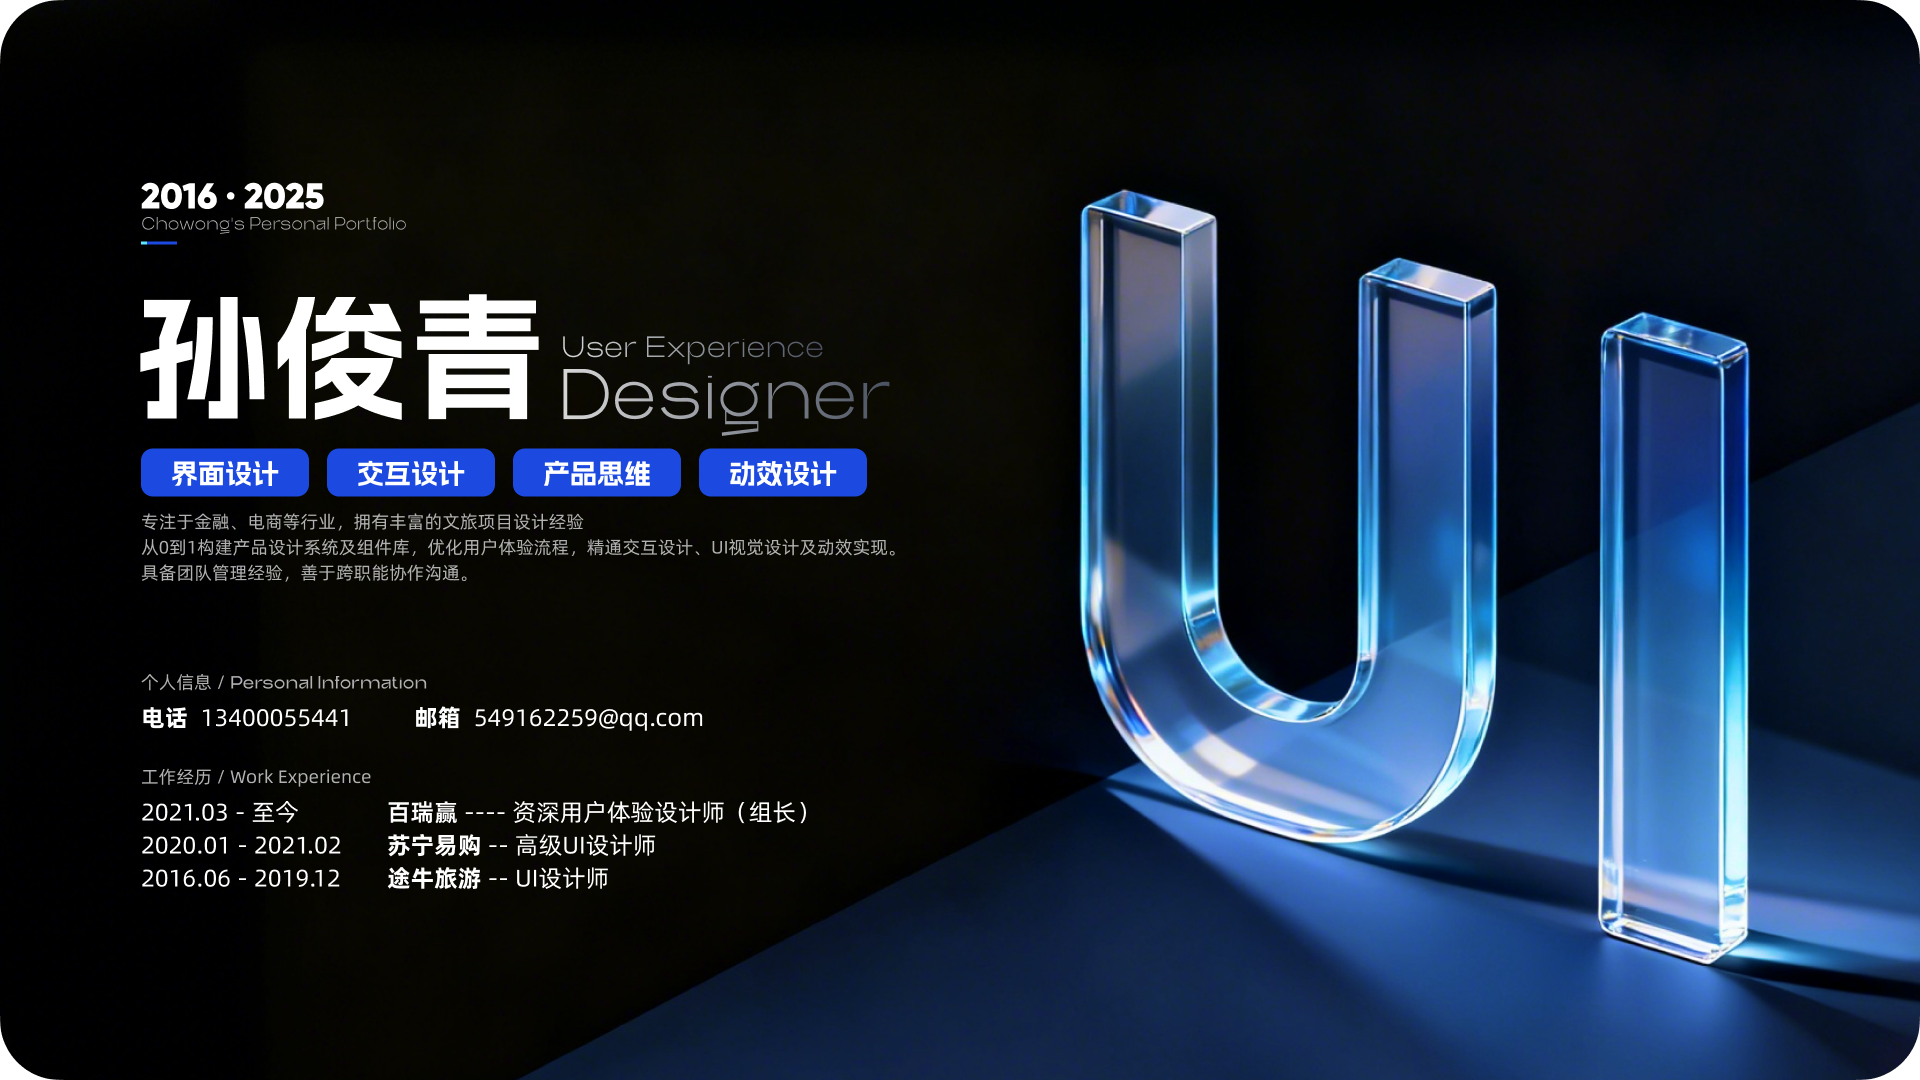 2016 · 2025
Chowong's Personal Portfolio
孙俊青
User Experience
Designer
界面设计 交互设计 产品思维 动效设计
专注于金融、电商等行业，拥有丰富的文旅项目设计经验
从0到1构建产品设计系统及组件库，优化用户体验流程，精通交互设计、UI视觉设计及动效实现。
具备团队管理经验，善于跨职能协作沟通。
个人信息 / Personal Information
电话 13400055441 邮箱 549162259@qq.com
工作经历 / Work Experience
2021.03 - 至今 百瑞赢 ---- 资深用户体验设计师（组长）
2020.01 - 2021.02 苏宁易购 -- 高级UI设计师
2016.06 - 2019.12 途牛旅游 -- UI设计师
UI